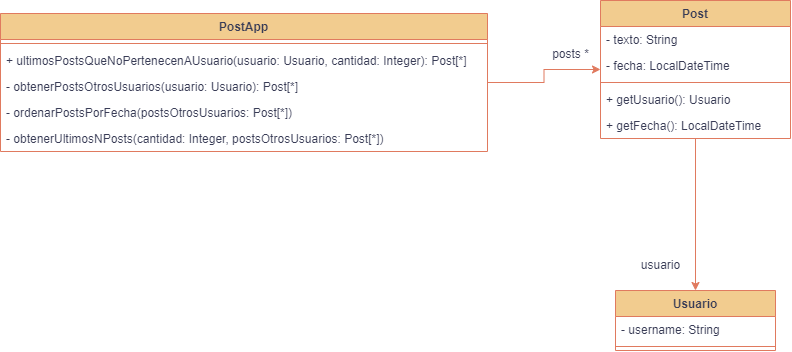 PostApp
+ ultimosPostsQueNoPertenecenAUsuario(usuario: Usuario, cantidad: Integer): Post[*]
- obtenerPostsOtrosUsuarios(usuario: Usuario): Post[*]
- ordenarPostsPorFecha(postsOtrosUsuarios: Post[*])
- obtenerUltimosNPosts(cantidad: Integer, postsOtrosUsuarios: Post[*])
posts *
Post
- texto: String
- fecha: LocalDateTime
+ getUsuario(): Usuario
+ getFecha(): LocalDateTime
usuario
Usuario
- username: String